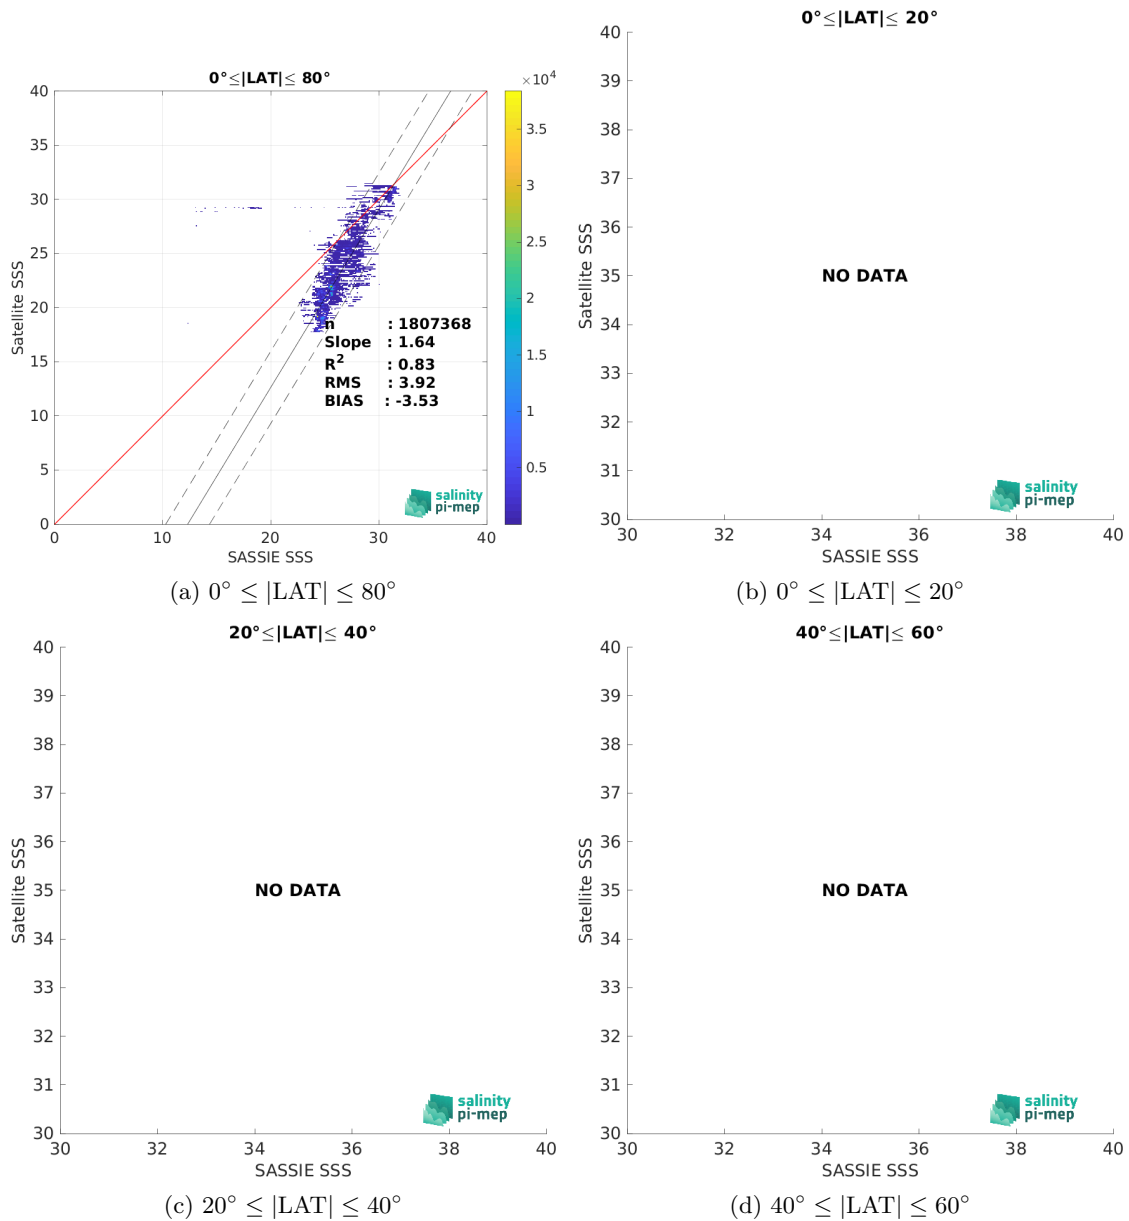 0°≤|LAT|≤ 80°
×10⁴
40
35
30
25
20
15
10
5
0
Satellite SSS
n : 1807368
Slope : 1.64
R² : 0.83
RMS : 3.92
BIAS : -3.53
3.5
3
2.5
2
1.5
1
0.5
salinity
pi-mep
0 10 20 30 40
SASSIE SSS
(a) 0° ≤ |LAT| ≤ 80°
0°≤|LAT|≤ 20°
40
39
38
37
36
35
34
33
32
31
30
Satellite SSS
NO DATA
salinity
pi-mep
30 32 34 36 38 40
SASSIE SSS
(b) 0° ≤ |LAT| ≤ 20°
20°≤|LAT|≤ 40°
40
39
38
37
36
35
34
33
32
31
30
Satellite SSS
NO DATA
salinity
pi-mep
30 32 34 36 38 40
SASSIE SSS
(c) 20° ≤ |LAT| ≤ 40°
40°≤|LAT|≤ 60°
40
39
38
37
36
35
34
33
32
31
30
Satellite SSS
NO DATA
salinity
pi-mep
30 32 34 36 38 40
SASSIE SSS
(d) 40° ≤ |LAT| ≤ 60°